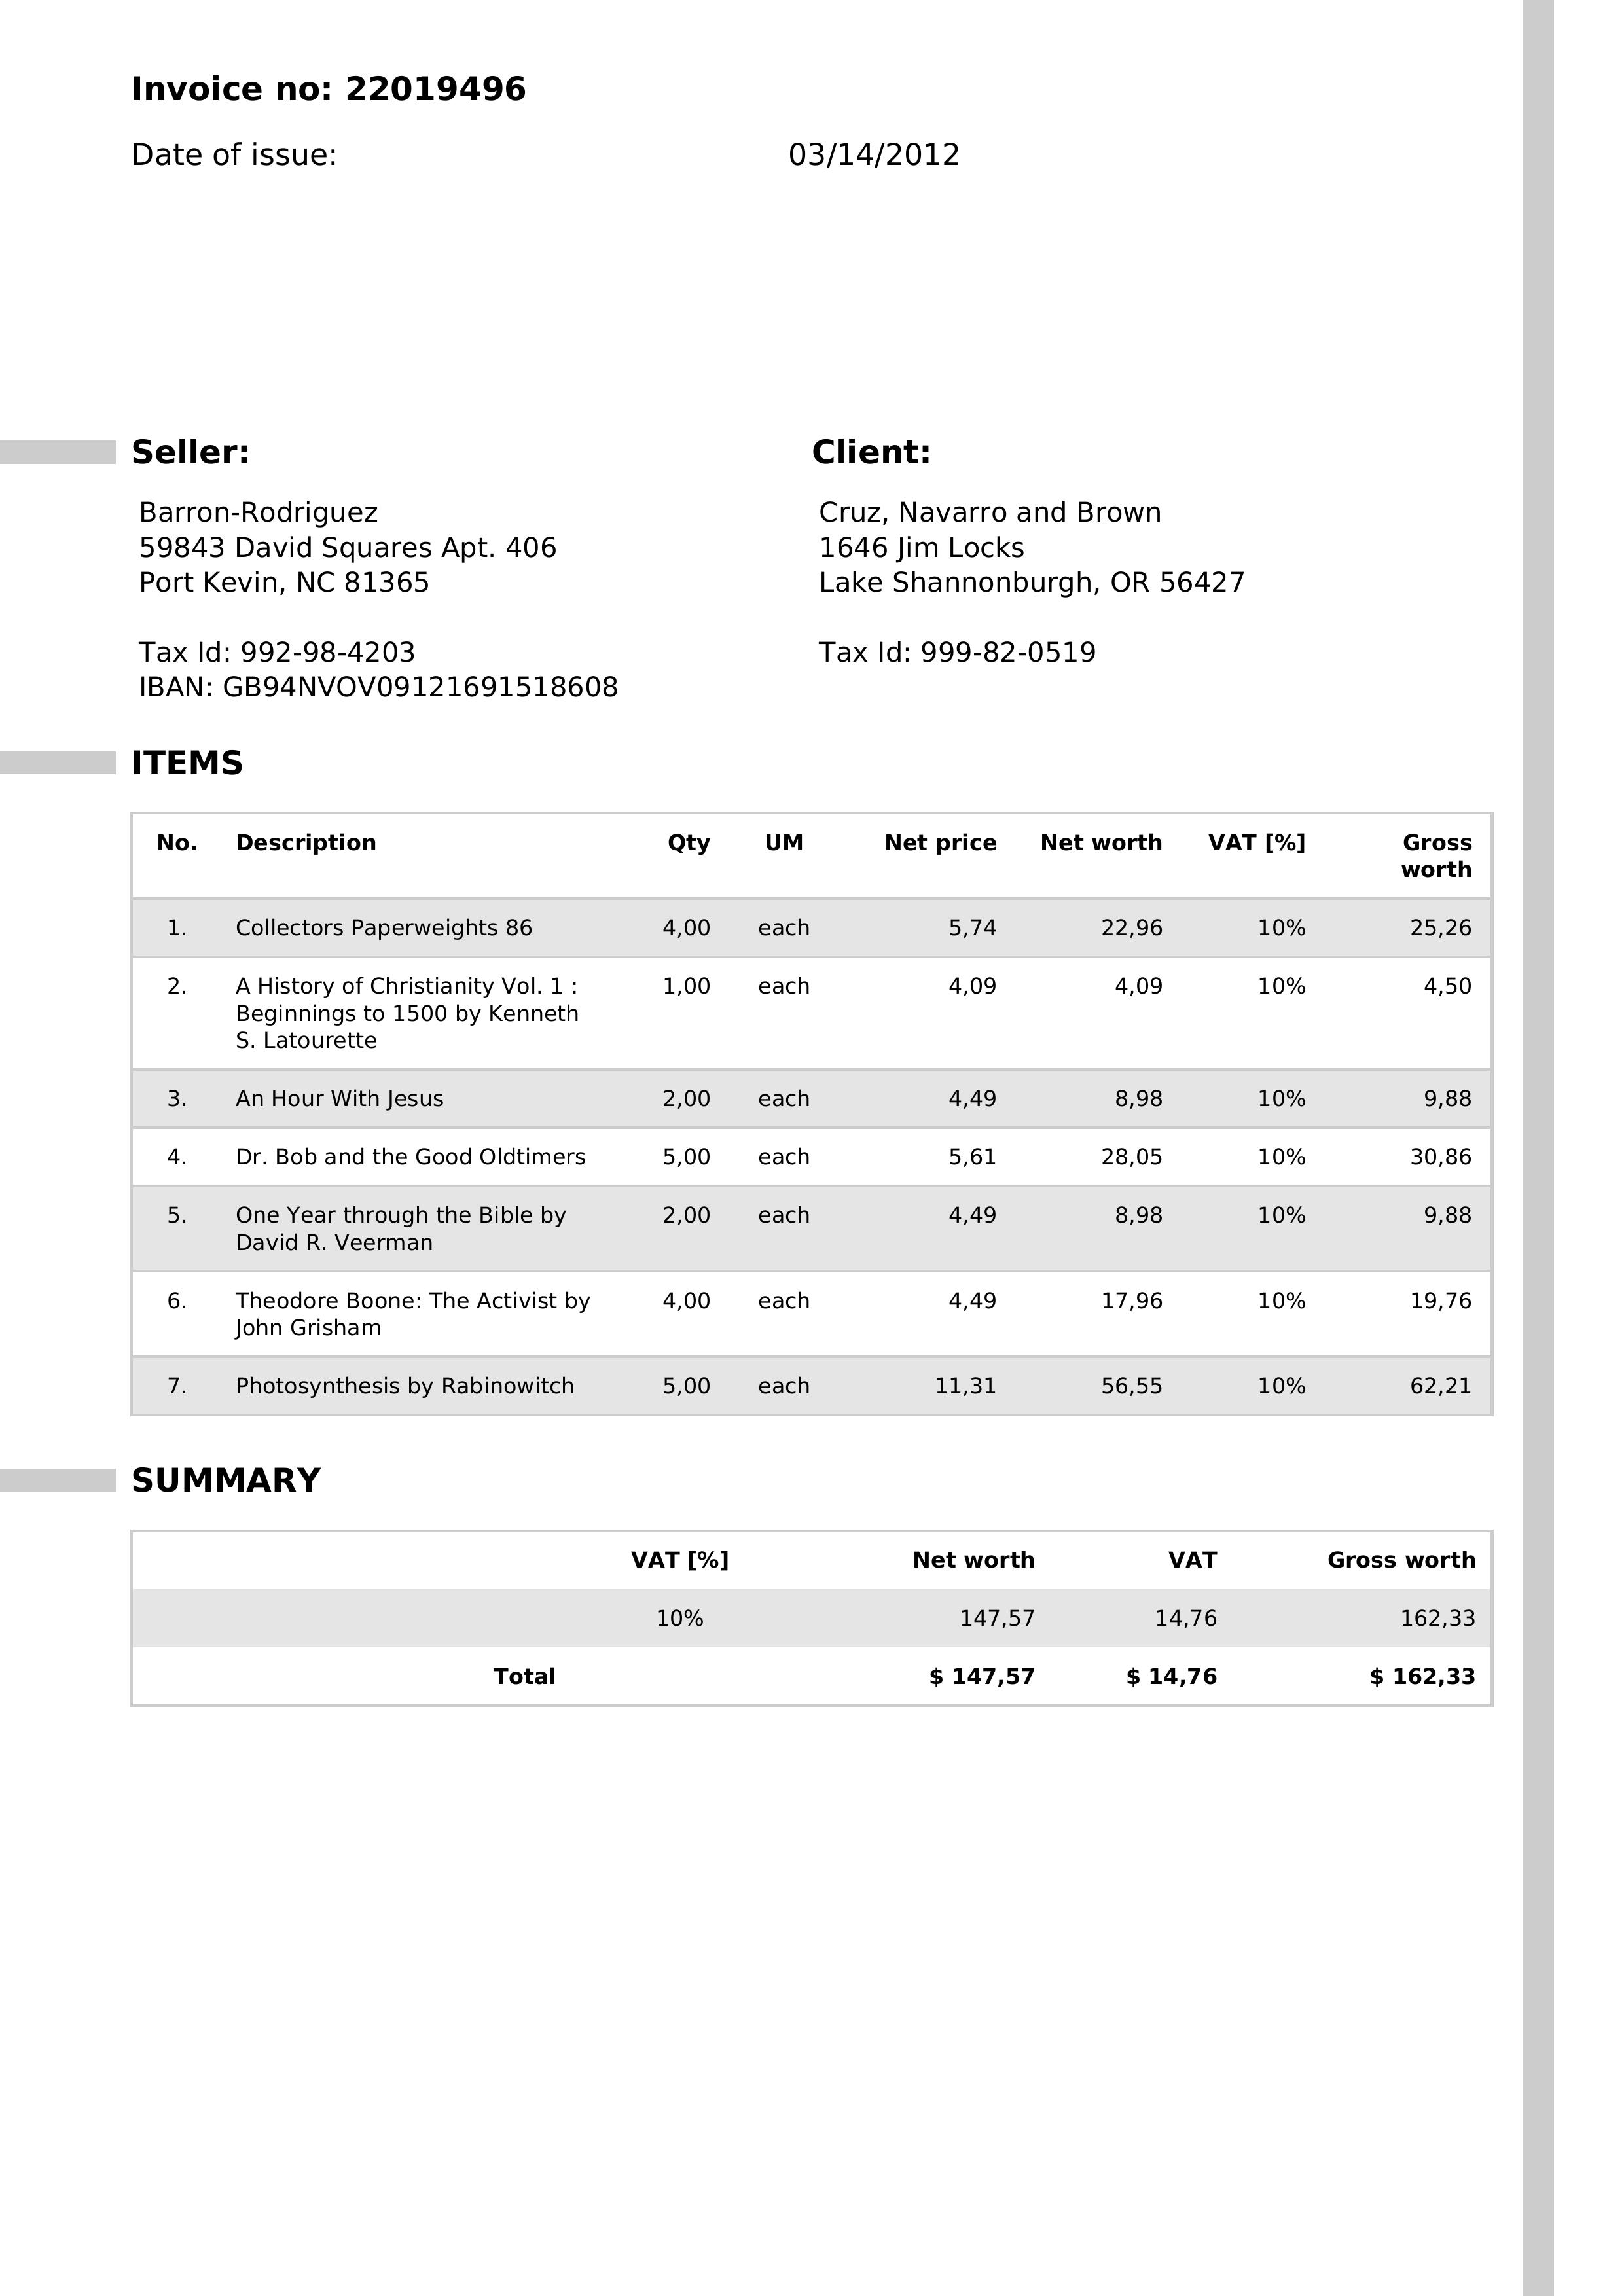 Invoice no: 22019496
Date of issue: 03/14/2012
Seller:
Barron-Rodriguez
59843 David Squares Apt. 406
Port Kevin, NC 81365
Tax Id: 992-98-4203
IBAN: GB94NVOV09121691518608
Client:
Cruz, Navarro and Brown
1646 Jim Locks
Lake Shannonburgh, OR 56427
Tax Id: 999-82-0519
ITEMS
No. Description Qty UM Net price Net worth VAT [%] Gross
worth
1. Collectors Paperweights 86 4,00 each 5,74 22,96 10% 25,26
2. A History of Christianity Vol. 1 : 1,00 each 4,09 4,09 10% 4,50
Beginnings to 1500 by Kenneth
S. Latourette
3. An Hour With Jesus 2,00 each 4,49 8,98 10% 9,88
4. Dr. Bob and the Good Oldtimers 5,00 each 5,61 28,05 10% 30,86
5. One Year through the Bible by 2,00 each 4,49 8,98 10% 9,88
David R. Veerman
6. Theodore Boone: The Activist by 4,00 each 4,49 17,96 10% 19,76
John Grisham
7. Photosynthesis by Rabinowitch 5,00 each 11,31 56,55 10% 62,21
SUMMARY
VAT [%] Net worth VAT Gross worth
10% 147,57 14,76 162,33
Total $ 147,57 $ 14,76 $ 162,33